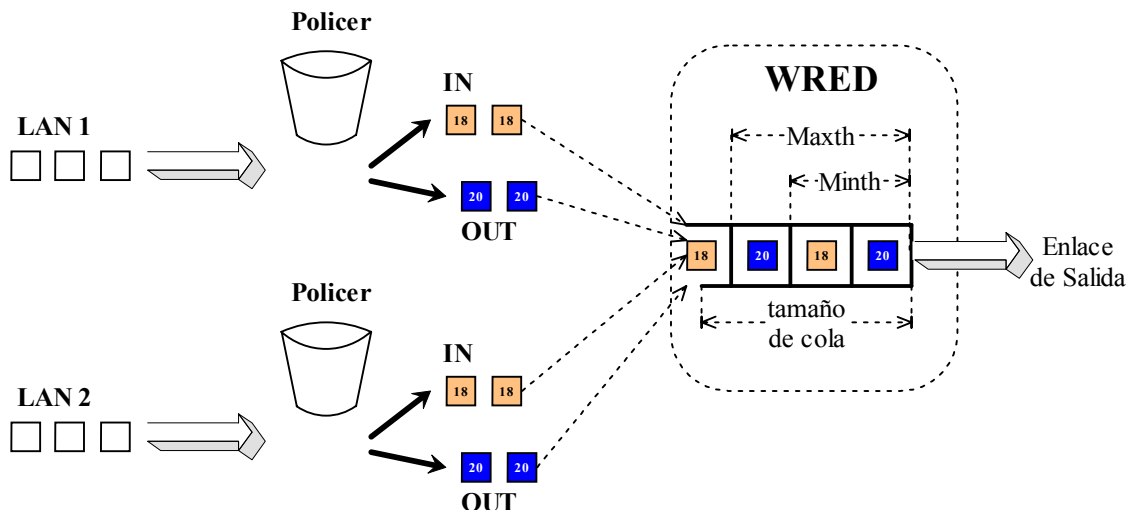 Policer
LAN 1
IN
18 18
20 20
OUT
Policer
LAN 2
IN
18 18
20 20
OUT
WRED
Maxth
Minth
18 20 18 20
tamaño
de cola
Enlace
de Salida